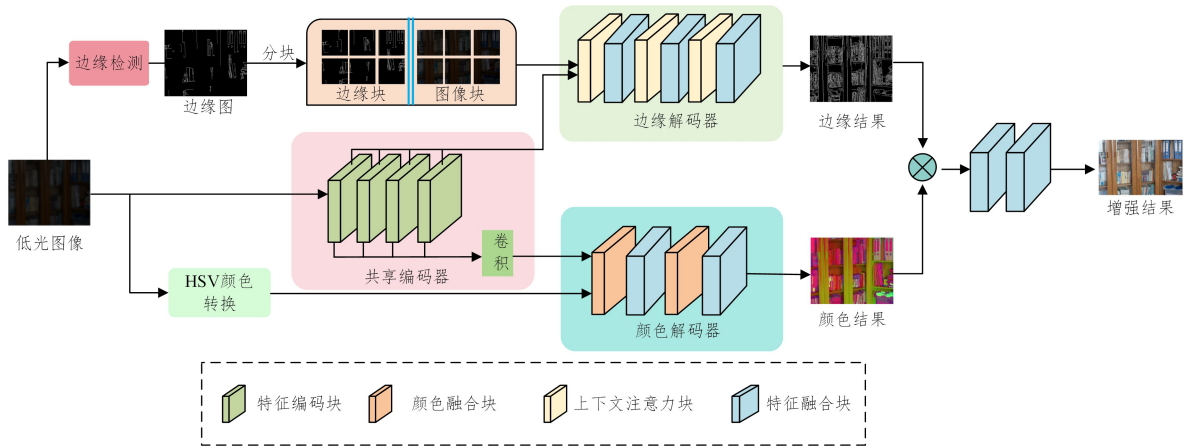 边缘检测
边缘图
分块
边缘块
图像块
边缘解码器
边缘结果
低光图像
共享编码器
卷积
HSV颜色
转换
颜色解码器
颜色结果
增强结果
特征编码块
颜色融合块
上下文注意力块
特征融合块